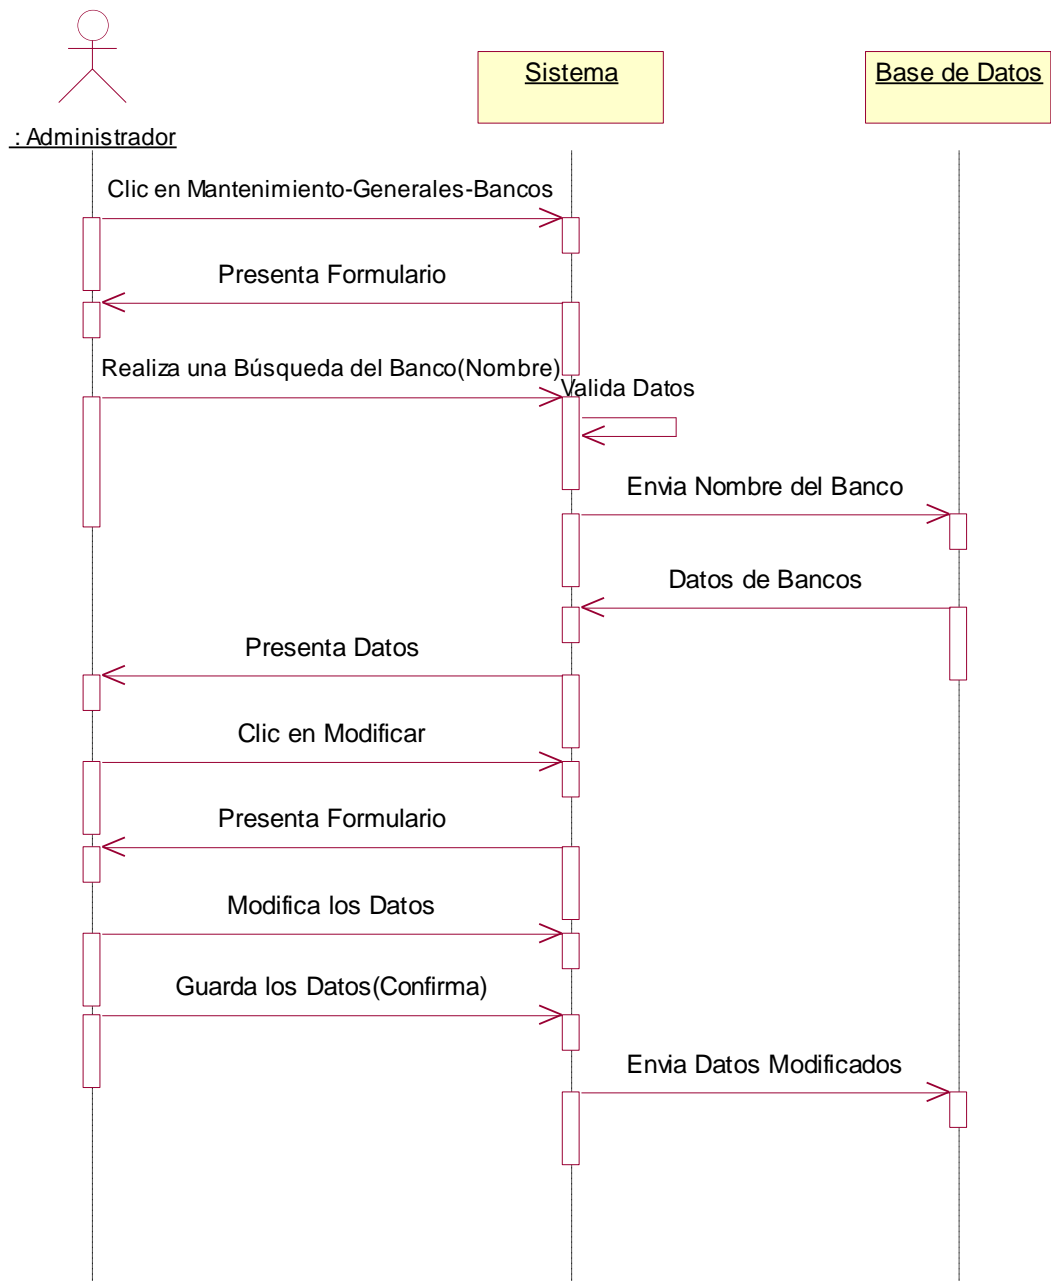 Sistema
Base de Datos
: Administrador
Clic en Mantenimiento-Generales-Bancos
Presenta Formulario
Realiza una Búsqueda del Banco(Nombre)
Valida Datos
Envia Nombre del Banco
Datos de Bancos
Presenta Datos
Clic en Modificar
Presenta Formulario
Modifica los Datos
Guarda los Datos(Confirma)
Envia Datos Modificados